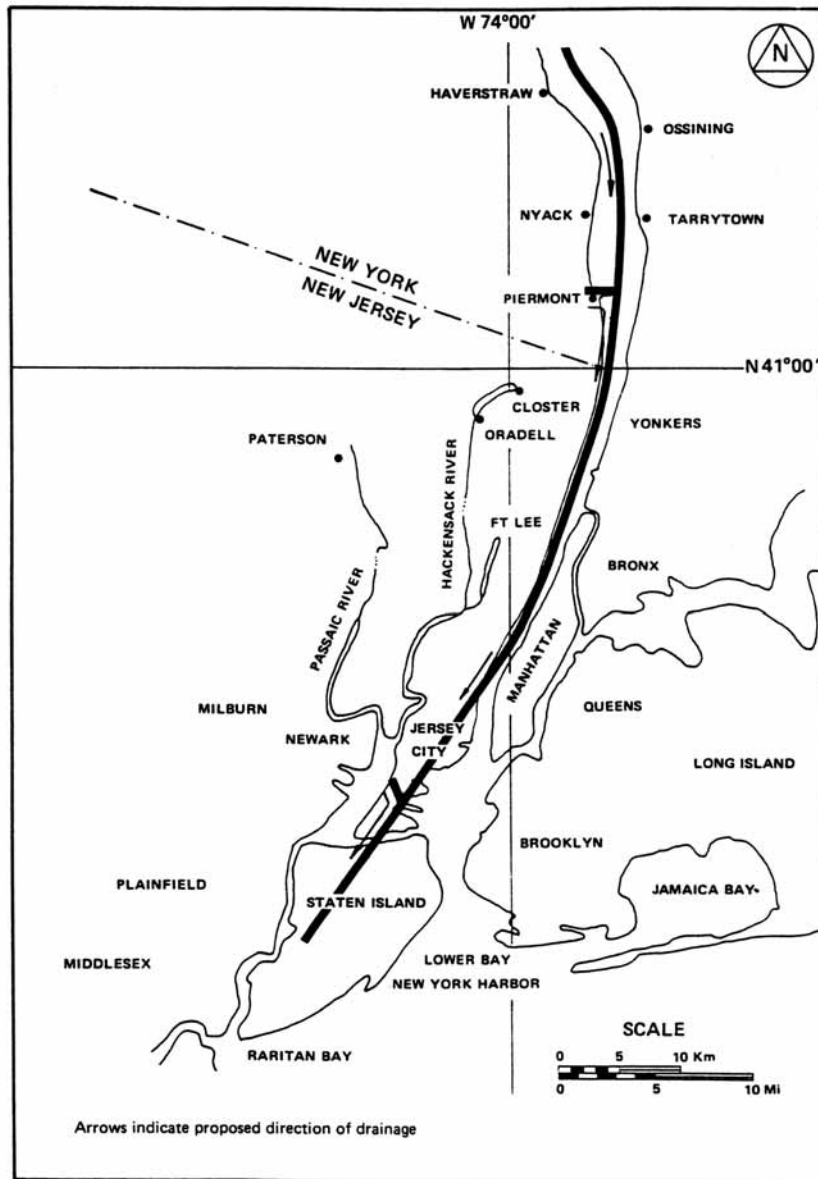 W 74°00'
N
HAVERSTRAW
OSSINING
NYACK
TARRYTOWN
NEW YORK
NEW JERSEY
PIERMONT
N 41°00'
CLOSTER
ORADELL
YONKERS
PATERSON
HACKENSACK RIVER
FT LEE
BRONX
PASSAIC RIVER
MANHATTAN
MILBURN
QUEENS
NEWARK
JERSEY
CITY
LONG ISLAND
BROOKLYN
PLAINFIELD
JAMAICA BAY
STATEN ISLAND
MIDDLESEX
LOWER BAY
NEW YORK HARBOR
RARITAN BAY
SCALE
0 5 10 Km
0 5 10 Mi
Arrows indicate proposed direction of drainage